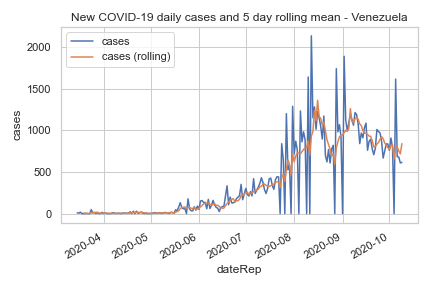 New COVID-19 daily cases and 5 day rolling mean - Venezuela
cases
cases (rolling)
cases
2000
1500
1000
500
0
2020-04
2020-05
2020-06
2020-07
2020-08
2020-09
2020-10
dateRep